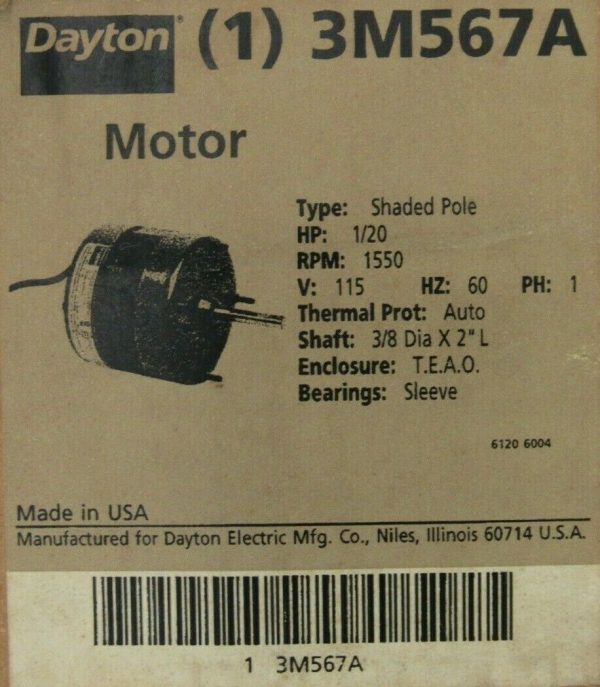 Dayton® (1) 3M567A
Motor
Type: Shaded Pole
HP: 1/20
RPM: 1550
V: 115 HZ: 60 PH: 1
Thermal Prot: Auto
Shaft: 3/8 Dia X 2" L
Enclosure: T.E.A.O.
Bearings: Sleeve
6120 6004
Made in USA
Manufactured for Dayton Electric Mfg. Co., Niles, Illinois 60714 U.S.A.
1 3M567A